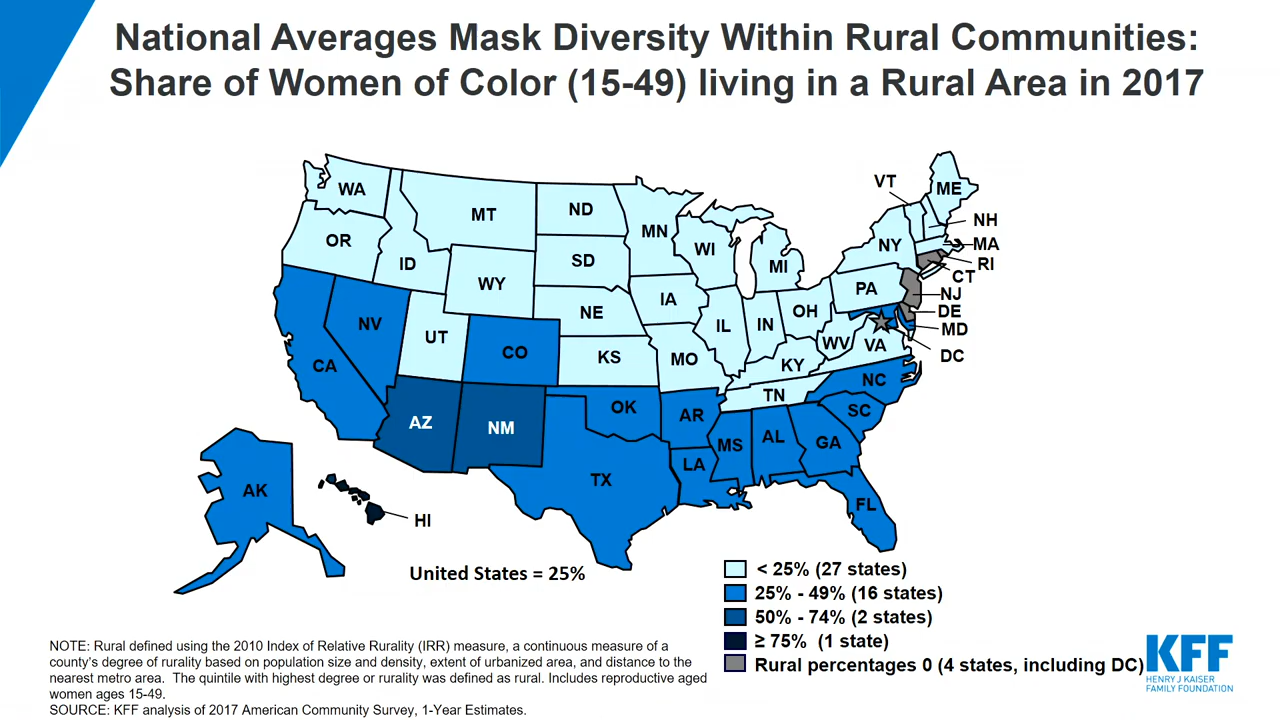 National Averages Mask Diversity Within Rural Communities:
Share of Women of Color (15-49) living in a Rural Area in 2017
WA
MT
ND
MN
VT
ME
OR
ID
SD
WI
MI
NY
NH
MA
RI
CT
WY
NE
IA
PA
NJ
DE
MD
DC
NV
UT
CO
KS
MO
IL
IN
OH
WV
VA
KY
CA
AZ
NM
OK
AR
TN
NC
SC
MS
AL
GA
LA
TX
FL
AK
HI
United States = 25%
< 25% (27 states)
25% - 49% (16 states)
50% - 74% (2 states)
≥ 75% (1 state)
Rural percentages 0 (4 states, including DC)
NOTE: Rural defined using the 2010 Index of Relative Rurality (IRR) measure, a continuous measure of a
county's degree of rurality based on population size and density, extent of urbanized area, and distance to the
nearest metro area. The quintile with highest degree or rurality was defined as rural. Includes reproductive aged
women ages 15-49.
SOURCE: KFF analysis of 2017 American Community Survey, 1-Year Estimates.
KFF
HENRY J KAISER
FAMILY FOUNDATION